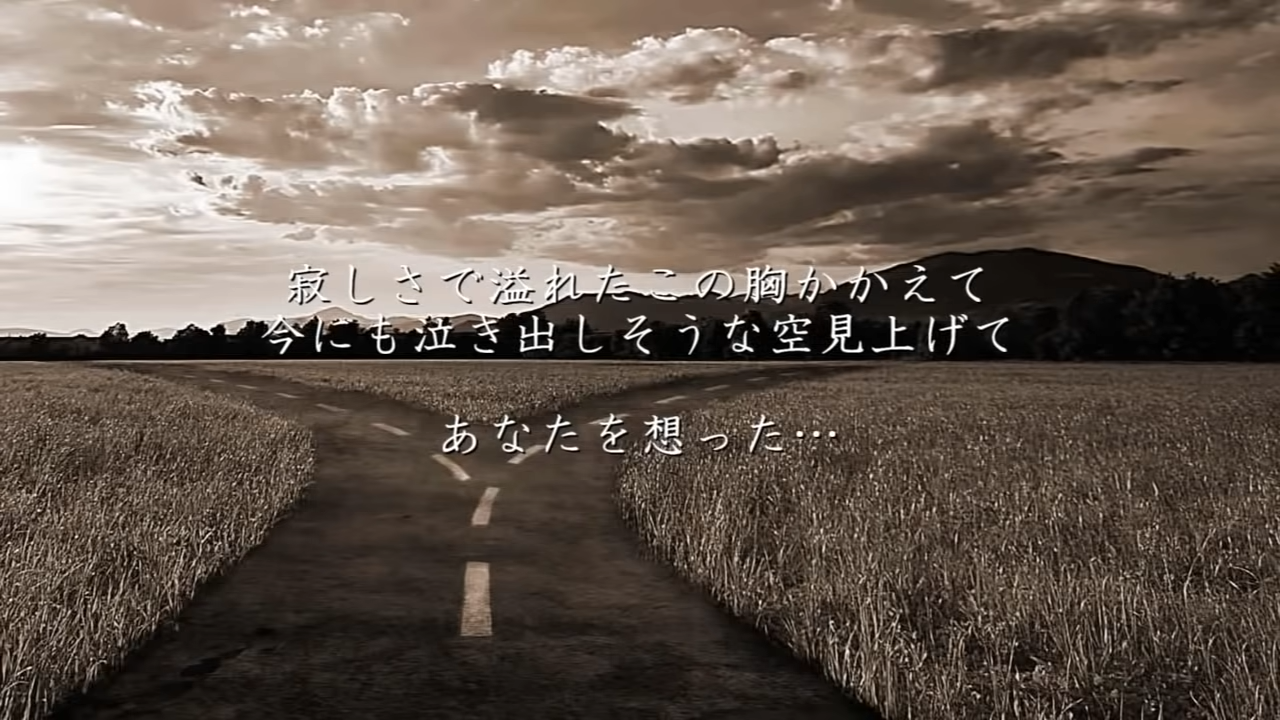 寂しさで溢れたこの胸かかえて
今にも泣き出しそうな空見上げて
あなたを想った…